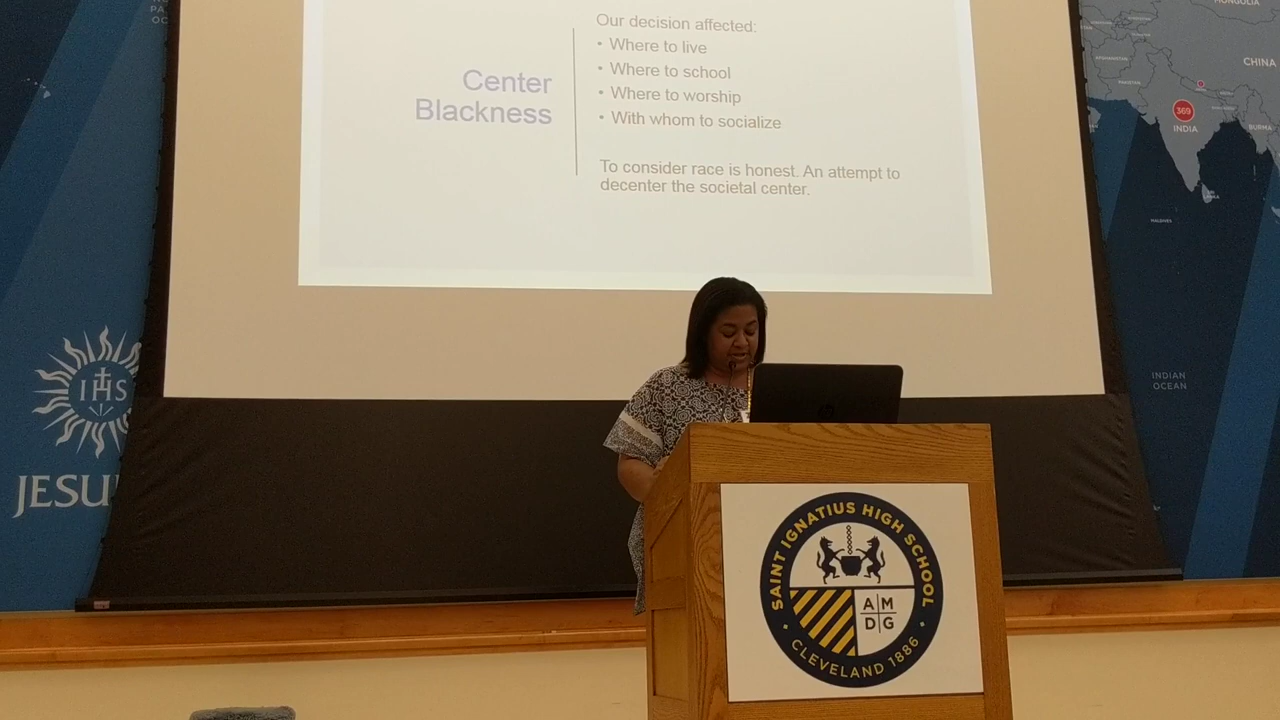 Center
Blackness
Our decision affected:
• Where to live
• Where to school
• Where to worship
• With whom to socialize
To consider race is honest. An attempt to
decenter the societal center.
MONGOLIA
CHINA
369
INDIA
BURMA
MALDIVES
INDIAN
OCEAN
IHS
JESU
SAINT IGNATIUS HIGH SCHOOL
A M
D G
• CLEVELAND 1886 •